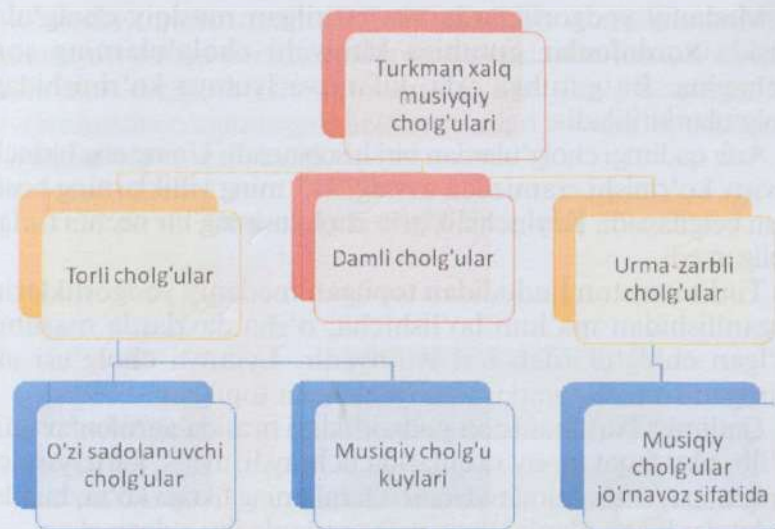 Turkman xalq
musiyqiy
cholg'ulari
Torli cholg'ular
Damli cholg'ular
Urma-zarbli
cholg'ular
O'zi sadolanuvchi
cholg'ular
Musiqiy cholg'u
kuylari
Musiqiy
cholg'ular
jo'rnavoz sifatida